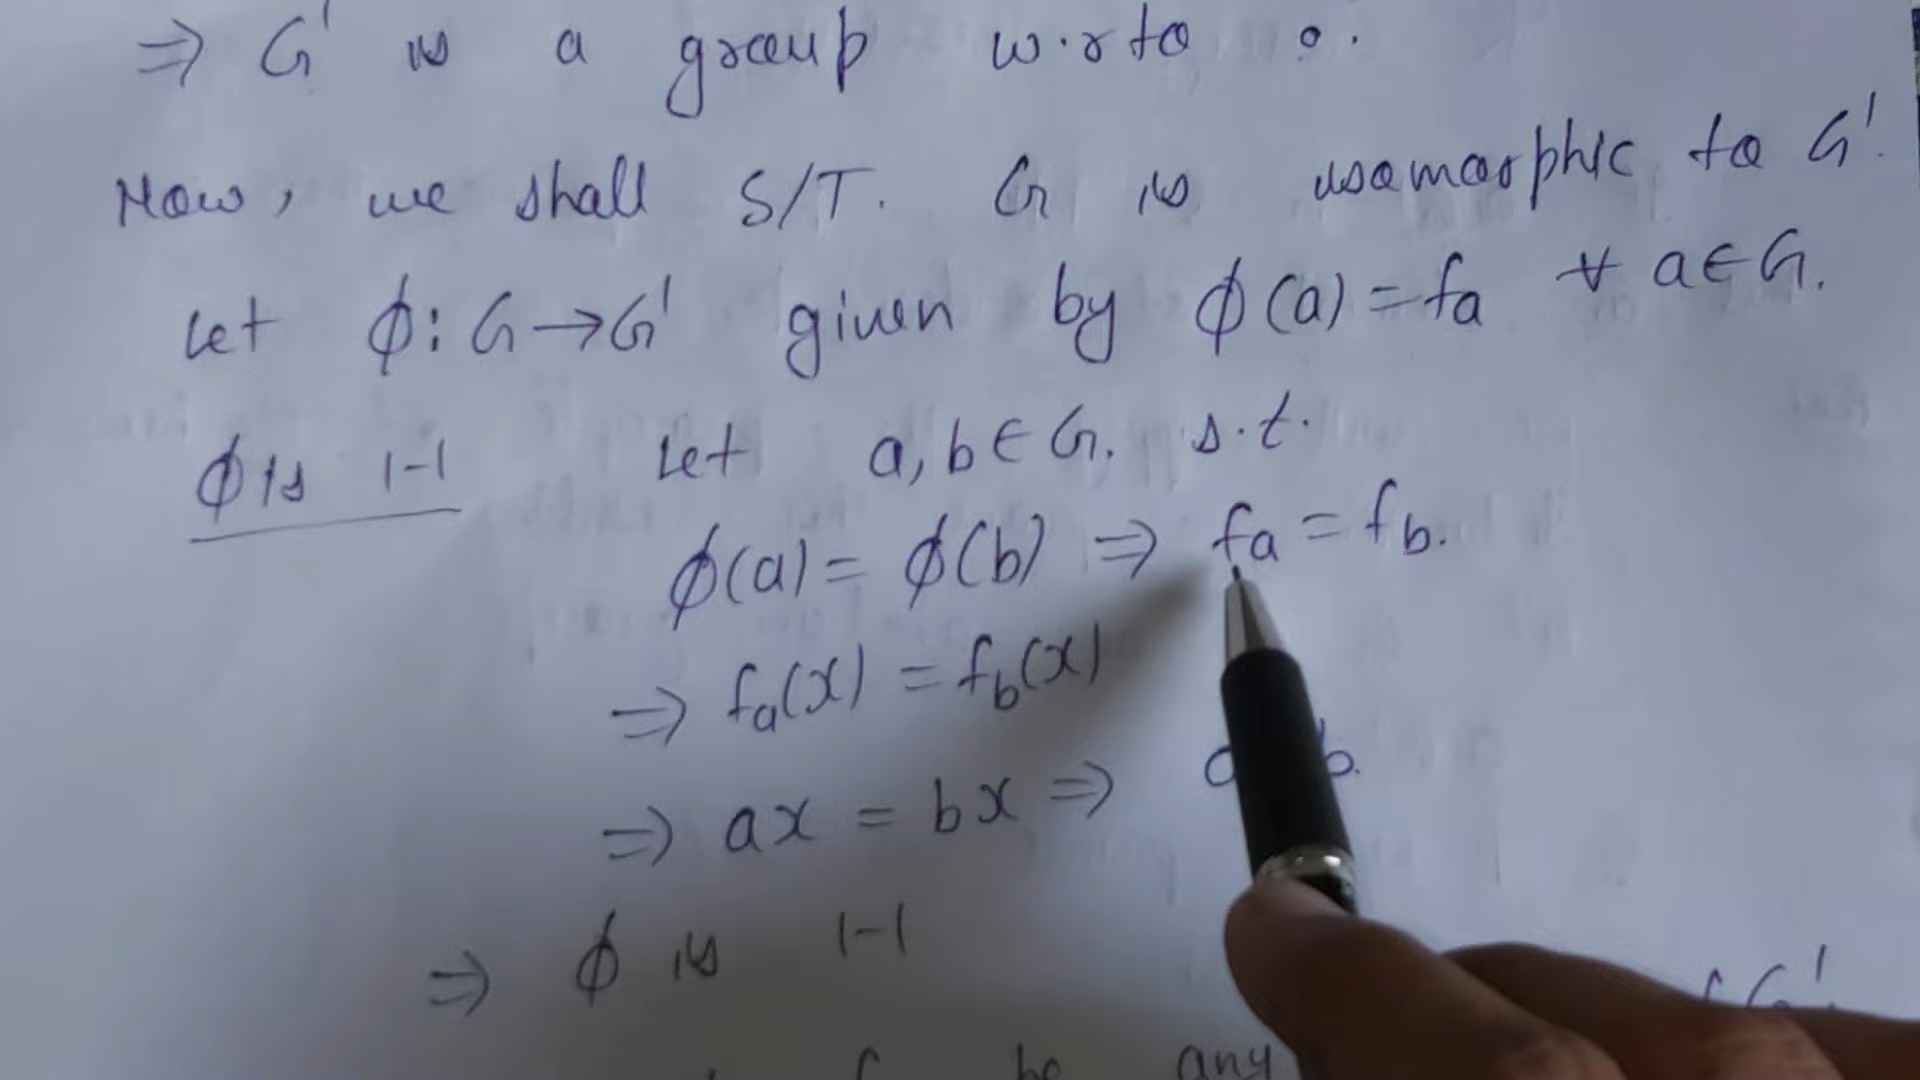 ⇒ G' is a group w.r to o.
Now, we shall S/T. G is isomorphic to G'.
Let ϕ: G → G' given by ϕ(a) = fa ∀ a∈G.
ϕ is 1-1 Let a, b ∈ G. s.t.
ϕ(a) = ϕ(b) ⇒ fa = fb.
⇒ fa(x) = fb(x)
⇒ ax = bx ⇒ b.
⇒ ϕ is 1-1
G'
be any